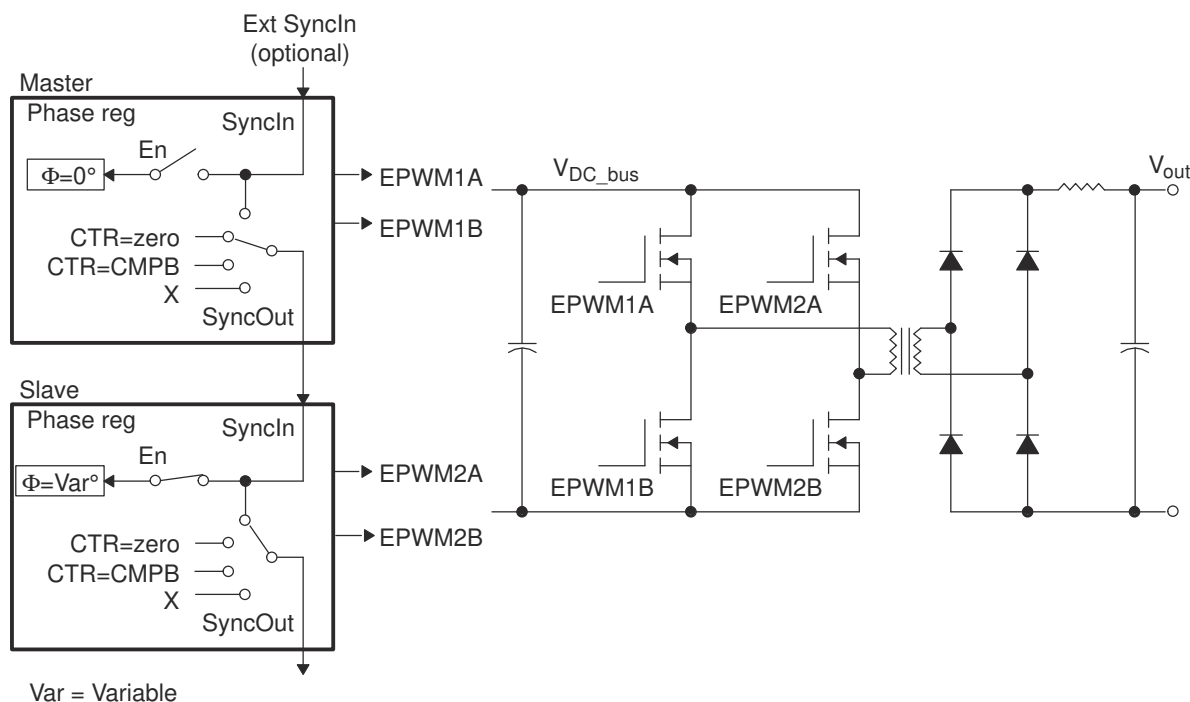 Ext SyncIn
(optional)
Master
Phase reg
SyncIn
En
Φ=0°
EPWM1A
EPWM1B
CTR=zero
CTR=CMPB
X
SyncOut
Slave
Phase reg
SyncIn
En
Φ=Var°
EPWM2A
EPWM2B
CTR=zero
CTR=CMPB
X
SyncOut
Var = Variable
VDC_bus
Vout
EPWM1A
EPWM2A
EPWM1B
EPWM2B